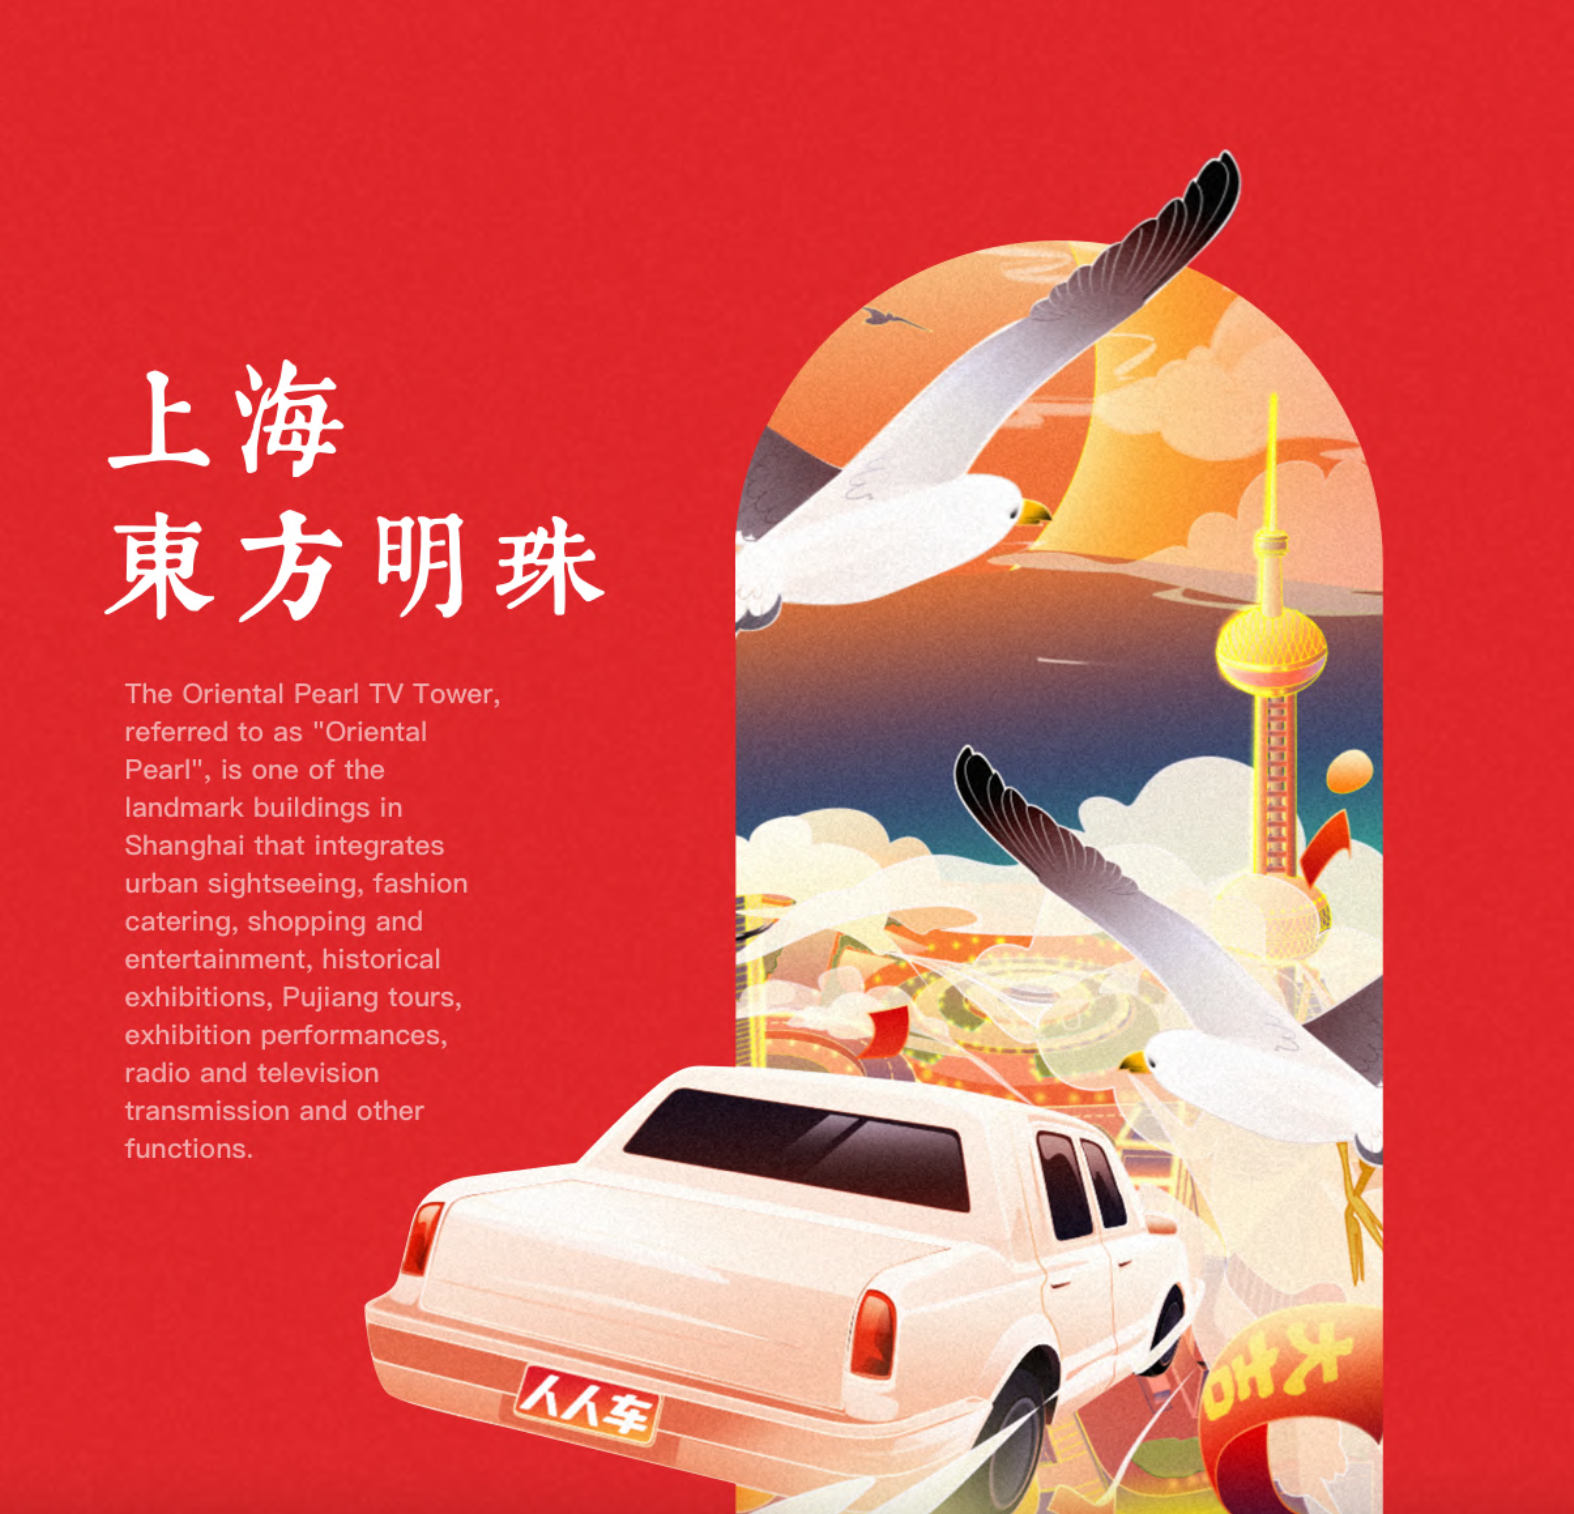 上海
東方明珠
The Oriental Pearl TV Tower,
referred to as "Oriental
Pearl", is one of the
landmark buildings in
Shanghai that integrates
urban sightseeing, fashion
catering, shopping and
entertainment, historical
exhibitions, Pujiang tours,
exhibition performances,
radio and television
transmission and other
functions.
人人车
大吉